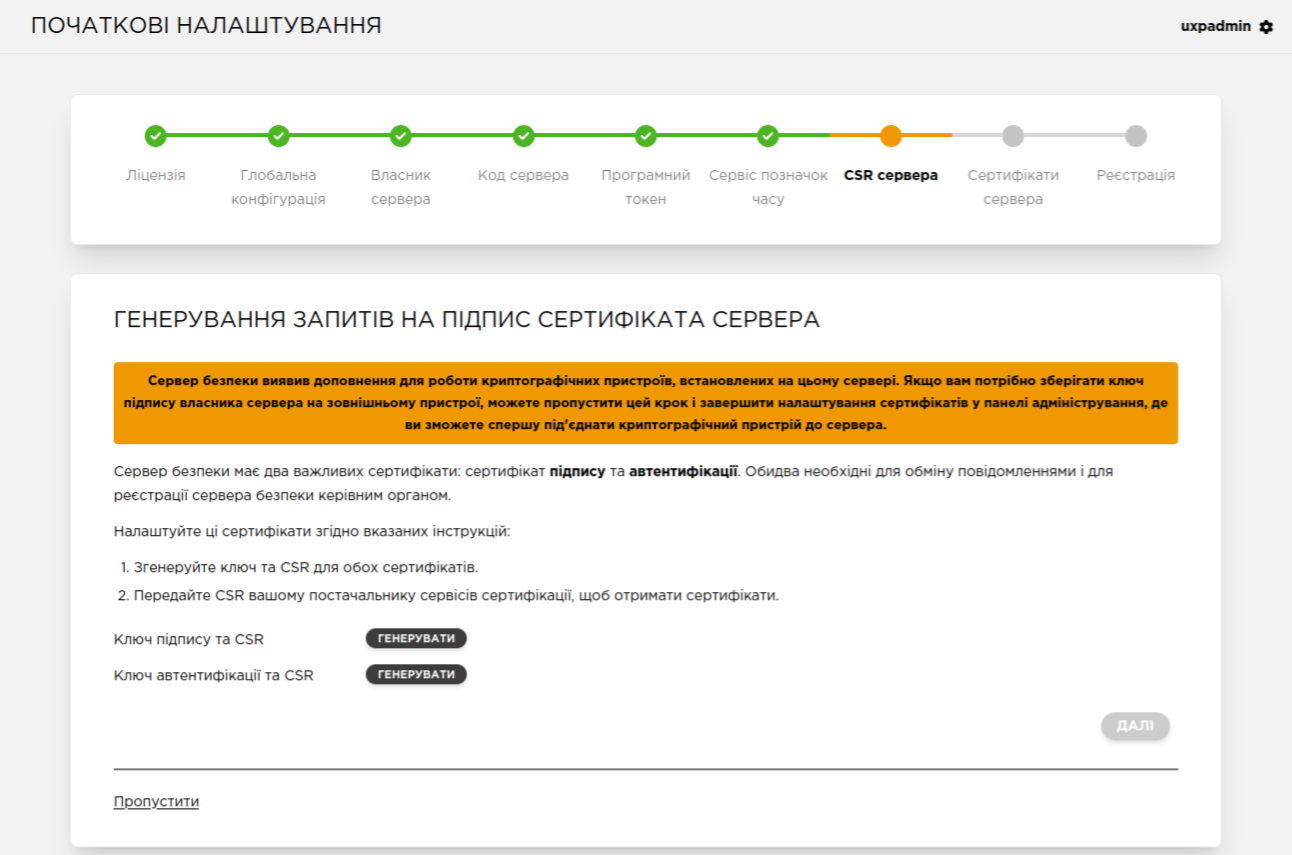 ПОЧАТКОВІ НАЛАШТУВАННЯ
uxpadmin
Ліцензія
Глобальна
конфігурація
Власник
сервера
Код сервера
Програмний
токен
Сервіс позначок
часу
CSR сервера
Сертифікати
сервера
Реєстрація
ГЕНЕРУВАННЯ ЗАПИТІВ НА ПІДПИС СЕРТИФІКАТА СЕРВЕРА
Сервер безпеки виявив доповнення для роботи криптографічних пристроїв, встановлених на цьому сервері. Якщо вам потрібно зберігати ключ
підпису власника сервера на зовнішньому пристрої, можете пропустити цей крок і завершити налаштування сертифікатів у панелі адміністрування, де
ви зможете спершу під’єднати криптографічний пристрій до сервера.
Сервер безпеки має два важливих сертифікати: сертифікат підпису та автентифікації. Обидва необхідні для обміну повідомленнями і для
реєстрації сервера безпеки керівним органом.
Налаштуйте ці сертифікати згідно вказаних інструкцій:
1. Згенеруйте ключ та CSR для обох сертифікатів.
2. Передайте CSR вашому постачальнику сервісів сертифікації, щоб отримати сертифікати.
Ключ підпису та CSR
ГЕНЕРУВАТИ
Ключ автентифікації та CSR
ГЕНЕРУВАТИ
ДАЛІ
Пропустити